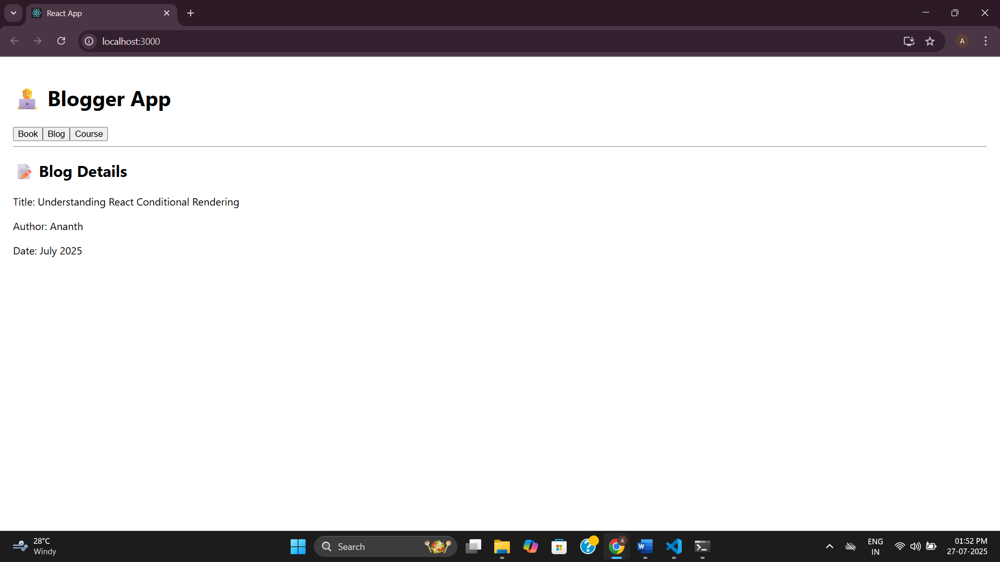 React App
localhost:3000
A
Blogger App
Book Blog Course
Blog Details
Title: Understanding React Conditional Rendering
Author: Ananth
Date: July 2025
28°C
Windy
Search
A
W
ENG
IN
01:52 PM
27-07-2025